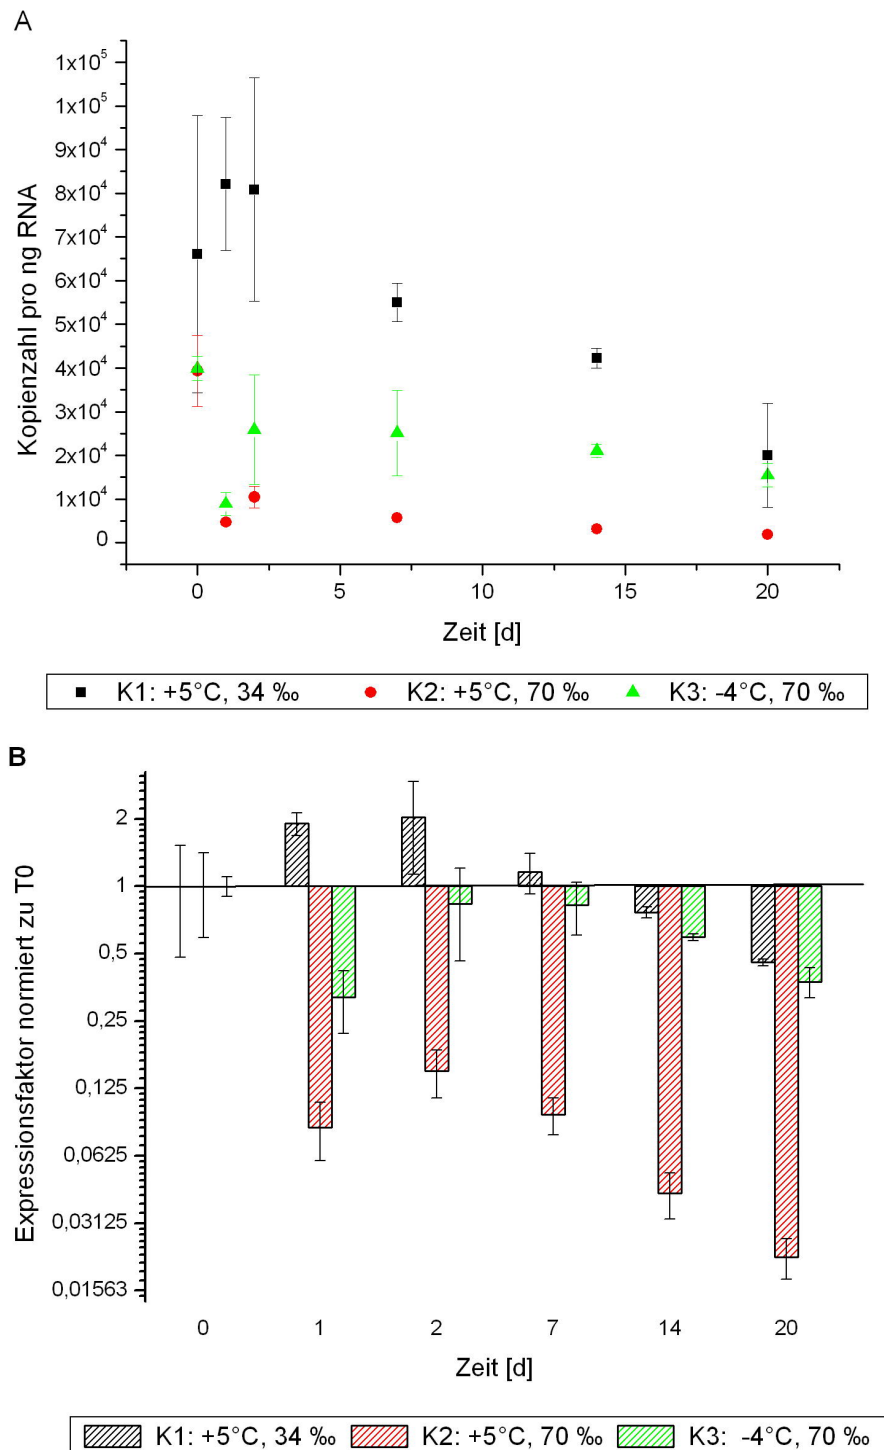 A
1x10⁵
1x10⁵
9x10⁴
8x10⁴
7x10⁴
6x10⁴
5x10⁴
4x10⁴
3x10⁴
2x10⁴
1x10⁴
0
Kopienzahl pro ng RNA
0 5 10 15 20
Zeit [d]
K1: +5°C, 34 ‰ K2: +5°C, 70 ‰ K3: -4°C, 70 ‰
B
2
1
0,5
0,25
0,125
0,0625
0,03125
0,01563
Expressionsfaktor normiert zu T0
0 1 2 7 14 20
Zeit [d]
K1: +5°C, 34 ‰ K2: +5°C, 70 ‰ K3: -4°C, 70 ‰